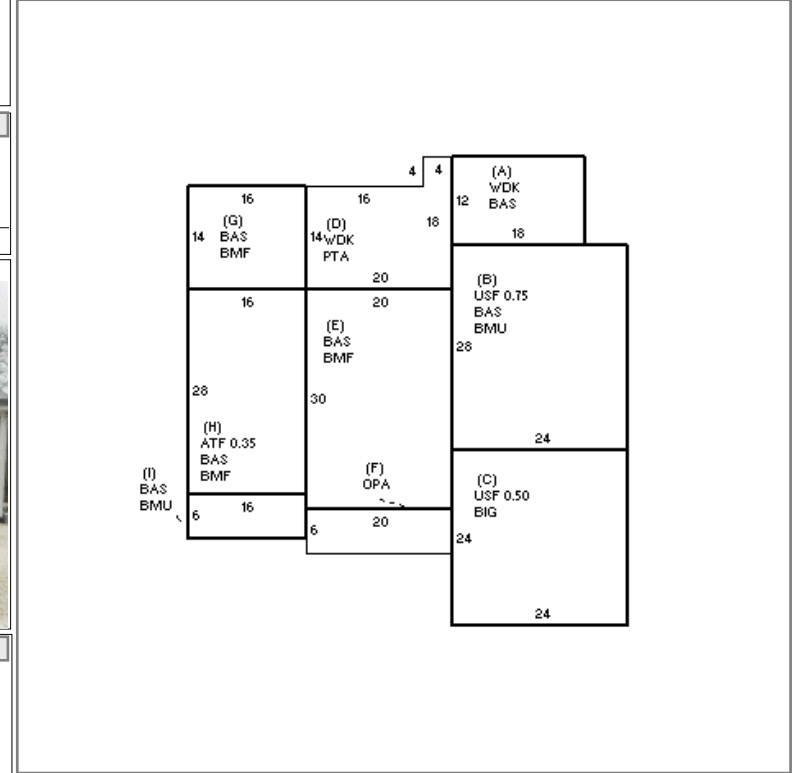 4
4
(A)
WDK
BAS
12
18
16
(G)
BAS
BMF
14
16
(D)
WDK
PTA
14
18
20
(B)
USF 0.75
BAS
BMU
28
24
16
28
(H)
ATF 0.35
BAS
BMF
20
(E)
BAS
BMF
30
(F)
OPA
(I)
BAS
BMU
6
16
20
6
(C)
USF 0.50
BIG
24
24